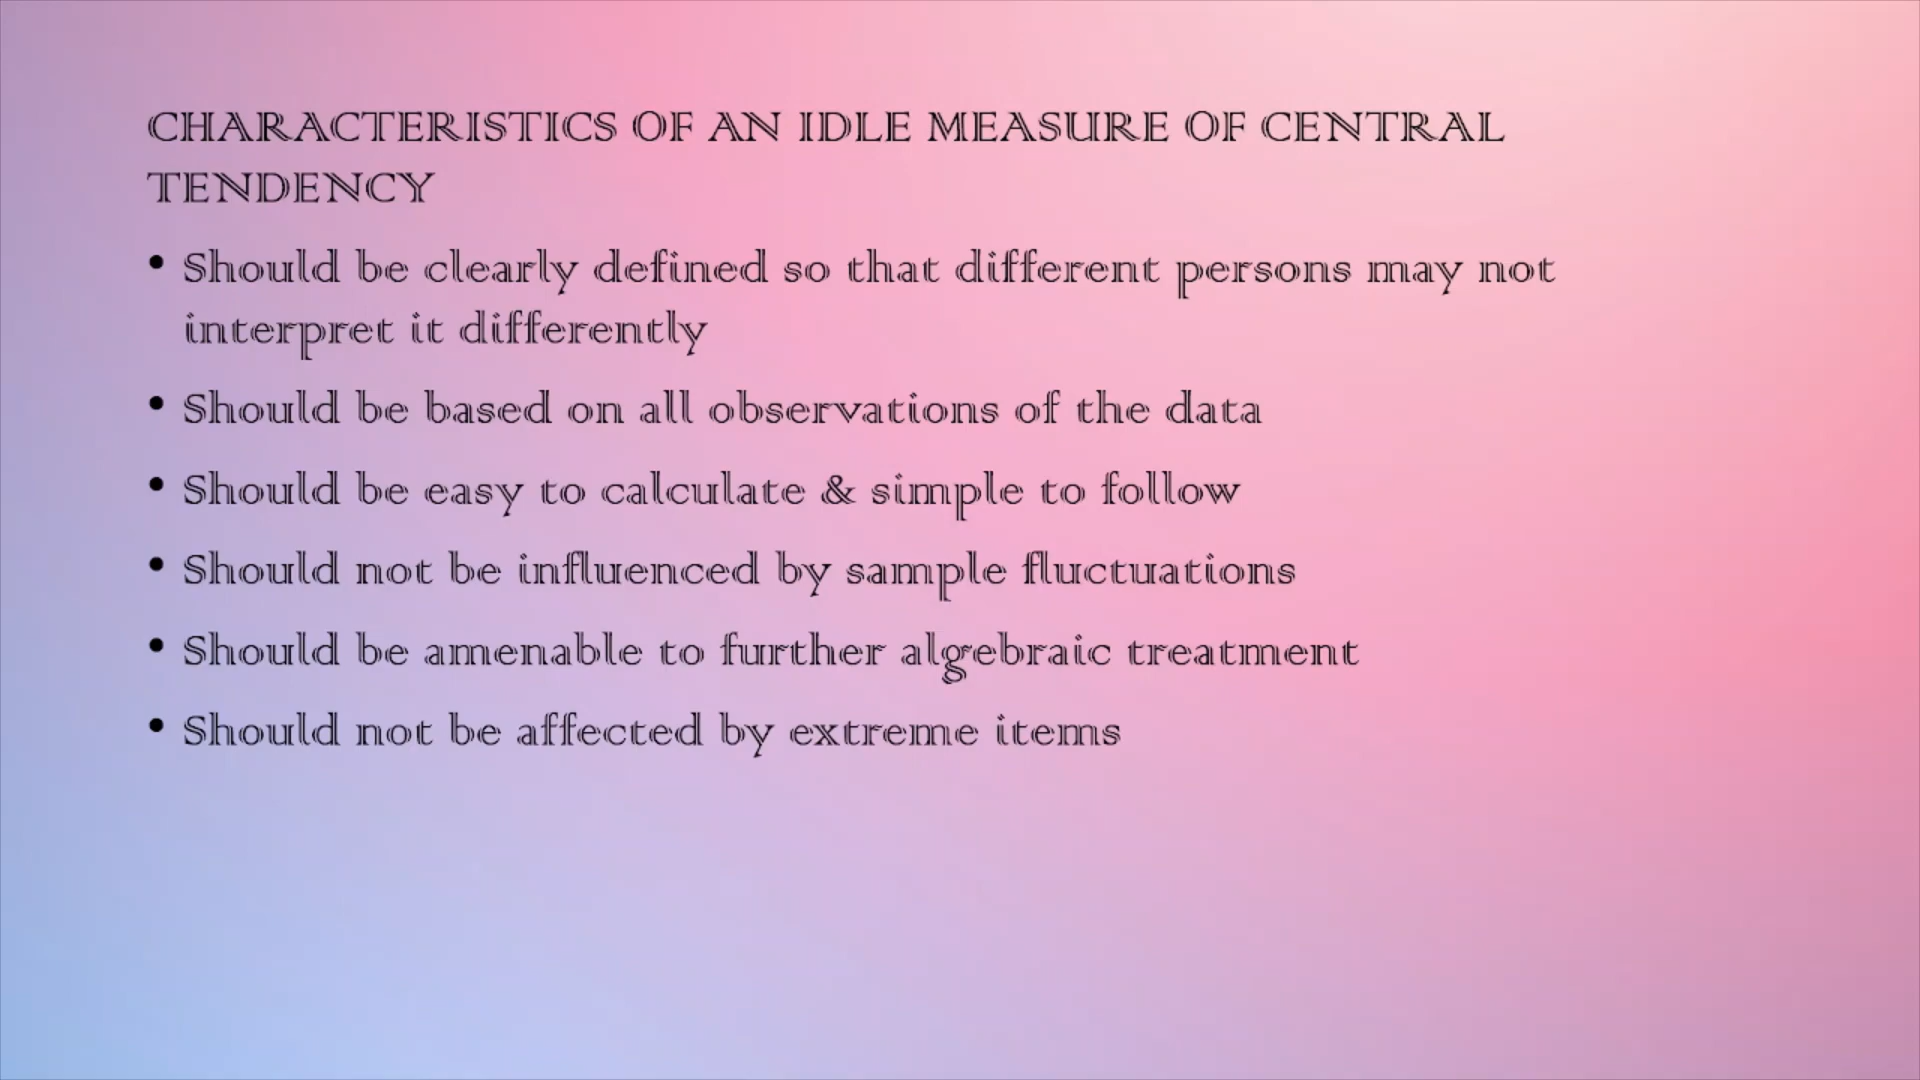 CHARACTERISTICS OF AN IDLE MEASURE OF CENTRAL
TENDENCY
• Should be clearly defined so that different persons may not
interpret it differently
• Should be based on all observations of the data
• Should be easy to calculate & simple to follow
• Should not be influenced by sample fluctuations
• Should be amenable to further algebraic treatment
• Should not be affected by extreme items